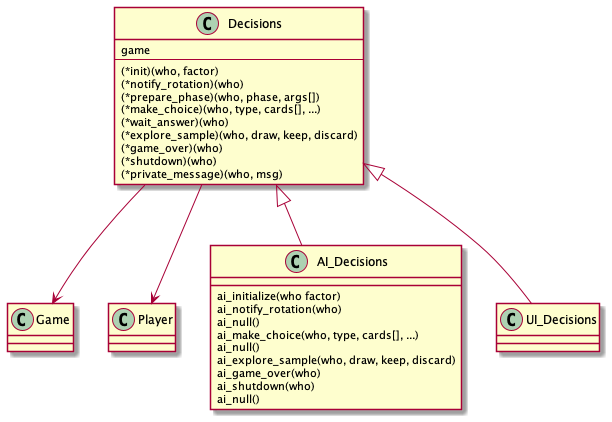 C Decisions
game
(*init)(who, factor)
(*notify_rotation)(who)
(*prepare_phase)(who, phase, args[])
(*make_choice)(who, type, cards[], ...)
(*wait_answer)(who)
(*explore_sample)(who, draw, keep, discard)
(*game_over)(who)
(*shutdown)(who)
(*private_message)(who, msg)
C Game
C Player
C AI_Decisions
ai_initialize(who factor)
ai_notify_rotation(who)
ai_null()
ai_make_choice(who, type, cards[], ...)
ai_null()
ai_explore_sample(who, draw, keep, discard)
ai_game_over(who)
ai_shutdown(who)
ai_null()
C UI_Decisions